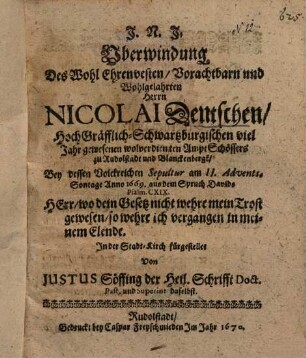 J. N. J.
Uberwindung
Des Wohl Ehrenvesten/ Vorachtbarn und
Wohlgelahrten
Herrn
NICOLAI Dentschen/
Hoch Gräfflich-Schwartzburgischen viel
Jahr gewesenen wolverdienten Ampt Schössers
zu Rudolstadt und Blanckenbergk/
Bey dessen Volckreichen Sepultur am II. Advents-
Sontage Anno 1669. aus dem Spruch Davids
Psalm. CXIX.
HErr/ wo dein Gesetz nicht wehre mein Trost
gewesen/ so wehre ich vergangen in mei-
nem Elende.
In der Stadt-Kirch fürgestellet
Von
JUSTUS Söffing der Heil. Schrifft Doct.
Past. und Superint daselbst.
Rudolstadt/
Gedruckt bey Caspar Freyschmieden Im Jahr 1670.